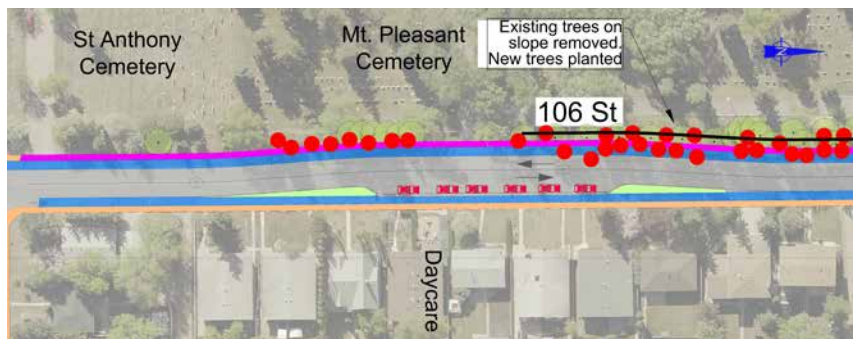 St Anthony
Cemetery
Mt. Pleasant
Cemetery
Existing trees on
slope removed.
New trees planted
N
106 St
Daycare